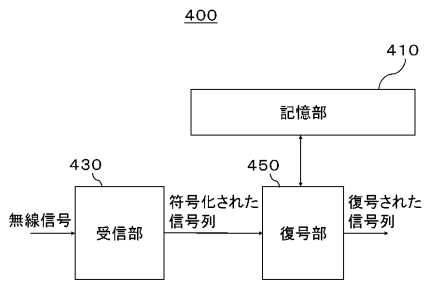 400
410
記憶部
430
450
無線信号
受信部
符号化された
信号列
復号部
復号された
信号列